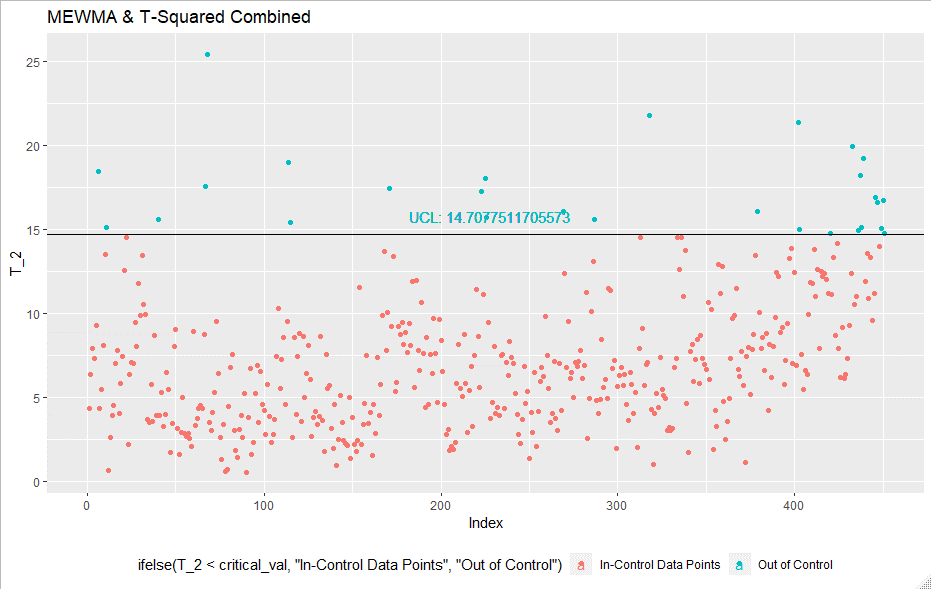 MEWMA & T-Squared Combined
T_2
25
20
15
10
5
0
UCL: 14.7077511705573
0
100
200
300
400
Index
ifelse(T_2 < critical_val, "In-Control Data Points", "Out of Control")
a
In-Control Data Points
a
Out of Control